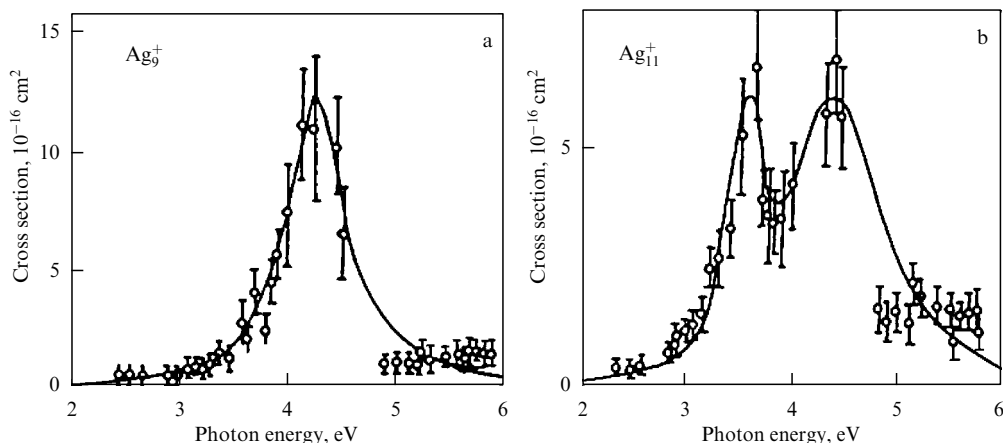 15
Ag₉⁺
a
10
5
0
Cross section, 10⁻¹⁶ cm²
2 3 4 5 6
Photon energy, eV
Ag₁₁⁺
b
5
0
Cross section, 10⁻¹⁶ cm²
2 3 4 5 6
Photon energy, eV